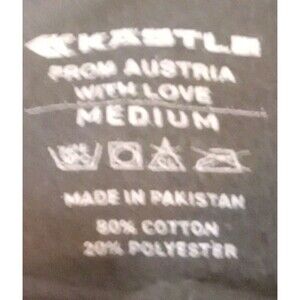 KÄSTLE
FROM AUSTRIA
WITH LOVE
MEDIUM
MADE IN PAKISTAN
80% COTTON
20% POLYESTER